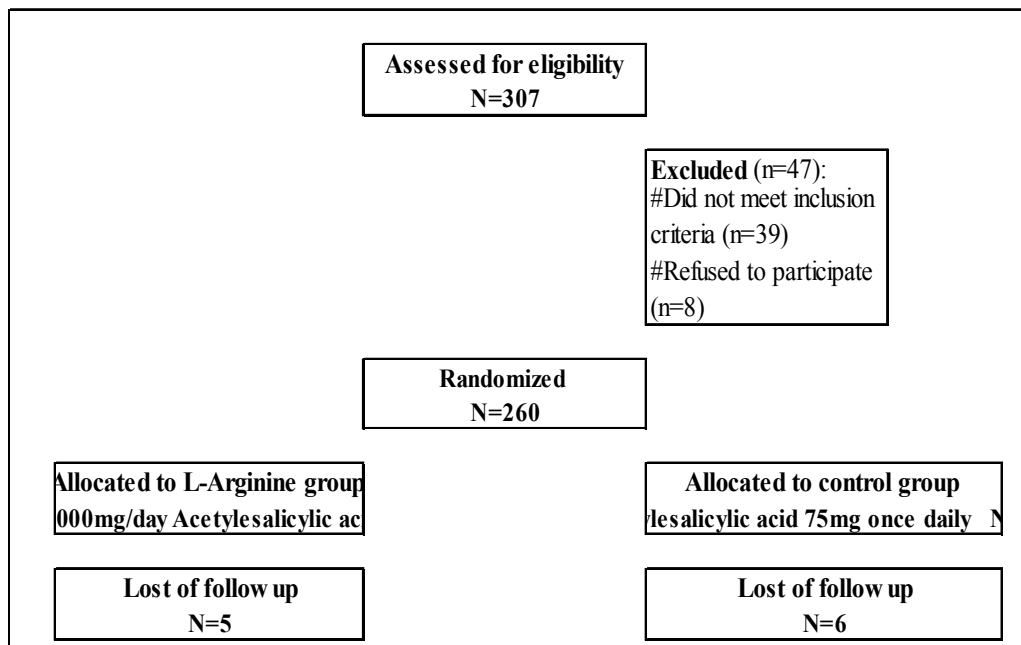 Assessed for eligibility
N=307
Excluded (n=47):
#Did not meet inclusion
criteria (n=39)
#Refused to participate
(n=8)
Randomized
N=260
Allocated to L-Arginine group
000mg/day Acetylesalicylic ac
Allocated to control group
ylesalicylic acid 75mg once daily N
Lost of follow up
N=5
Lost of follow up
N=6